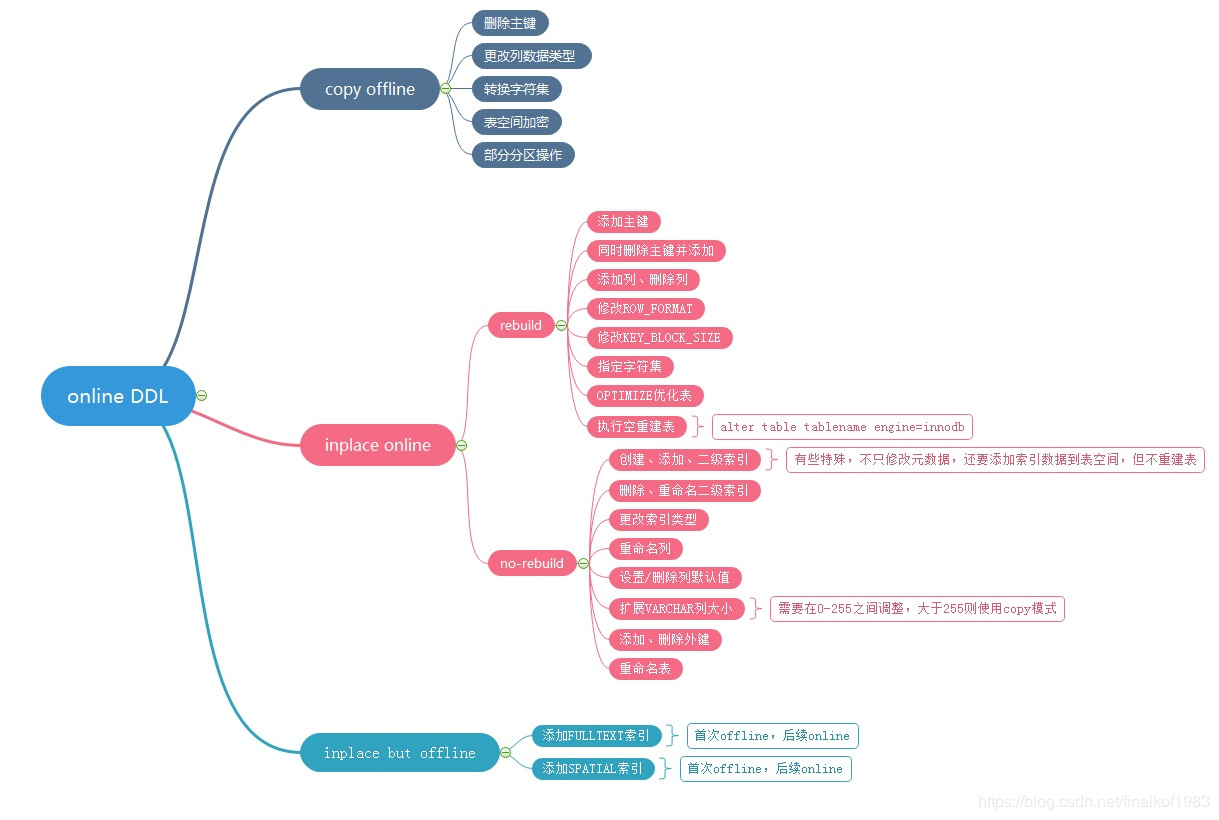 online DDL
copy offline
删除主键
更改列数据类型
转换字符集
表空间加密
部分分区操作
inplace online
rebuild
添加主键
同时删除主键并添加
添加列、删除列
修改ROW_FORMAT
修改KEY_BLOCK_SIZE
指定字符集
OPTIMIZE优化表
执行空重建表
alter table tablename engine=innodb
no-rebuild
创建、添加、二级索引
有些特殊，不只修改元数据，还要添加索引数据到表空间，但不重建表
删除、重命名二级索引
更改索引类型
重命名列
设置/删除列默认值
扩展VARCHAR列大小
需要在0-255之间调整，大于255则使用copy模式
添加、删除外键
重命名表
inplace but offline
添加FULLTEXT索引
首次offline，后续online
添加SPATIAL索引
首次offline，后续online
https://blog.csdn.net/finalkof1983